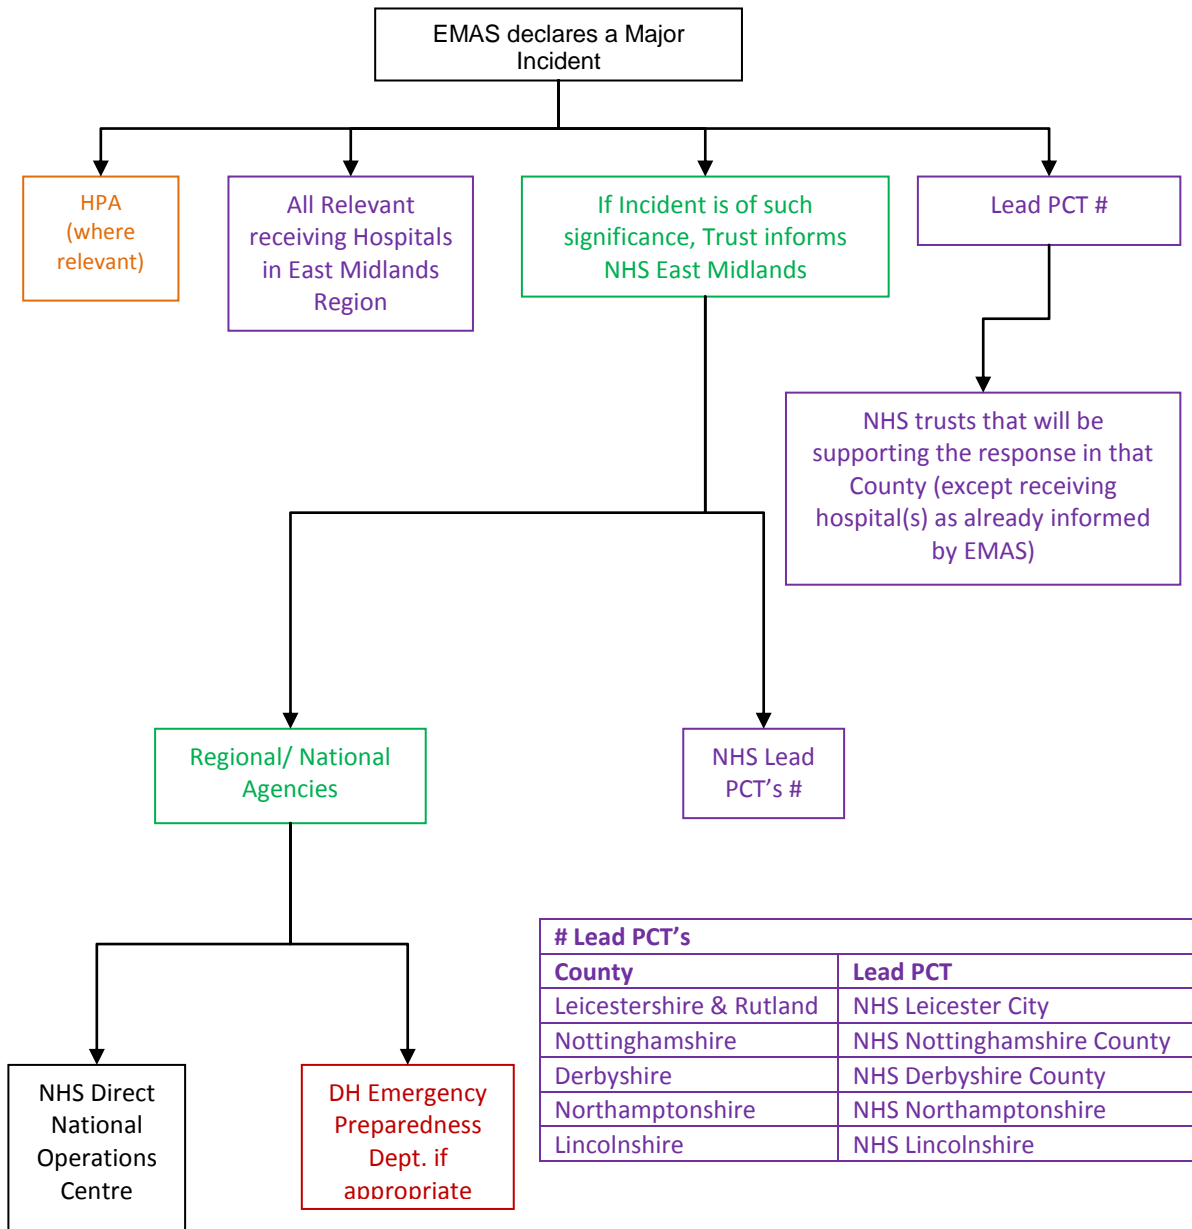 EMAS declares a Major
Incident
HPA
(where
relevant)
All Relevant
receiving Hospitals
in East Midlands
Region
If Incident is of such
significance, Trust informs
NHS East Midlands
Lead PCT #
NHS trusts that will be
supporting the response in that
County (except receiving
hospital(s) as already informed
by EMAS)
Regional/ National
Agencies
NHS Lead
PCT’s #
NHS Direct
National
Operations
Centre
DH Emergency
Preparedness
Dept. if
appropriate
# Lead PCT’s
County Lead PCT
Leicestershire & Rutland NHS Leicester City
Nottinghamshire NHS Nottinghamshire County
Derbyshire NHS Derbyshire County
Northamptonshire NHS Northamptonshire
Lincolnshire NHS Lincolnshire